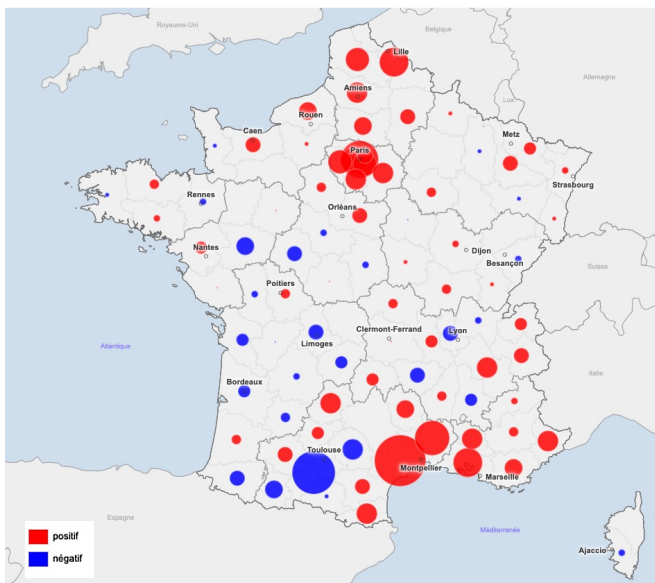 Royaume-Uni
Belgique
Lille
Allemagne
Amiens
Lux.
Rouen
Caen
Metz
Paris
Strasbourg
Rennes
Orléans
Nantes
Dijon
Besançon
Suisse
Poitiers
Clermont-Ferrand
Lyon
Atlantique
Limoges
Italie
Bordeaux
Toulouse
Montpellier
Marseille
Espagne
Méditerranée
Ajaccio
positif
négatif